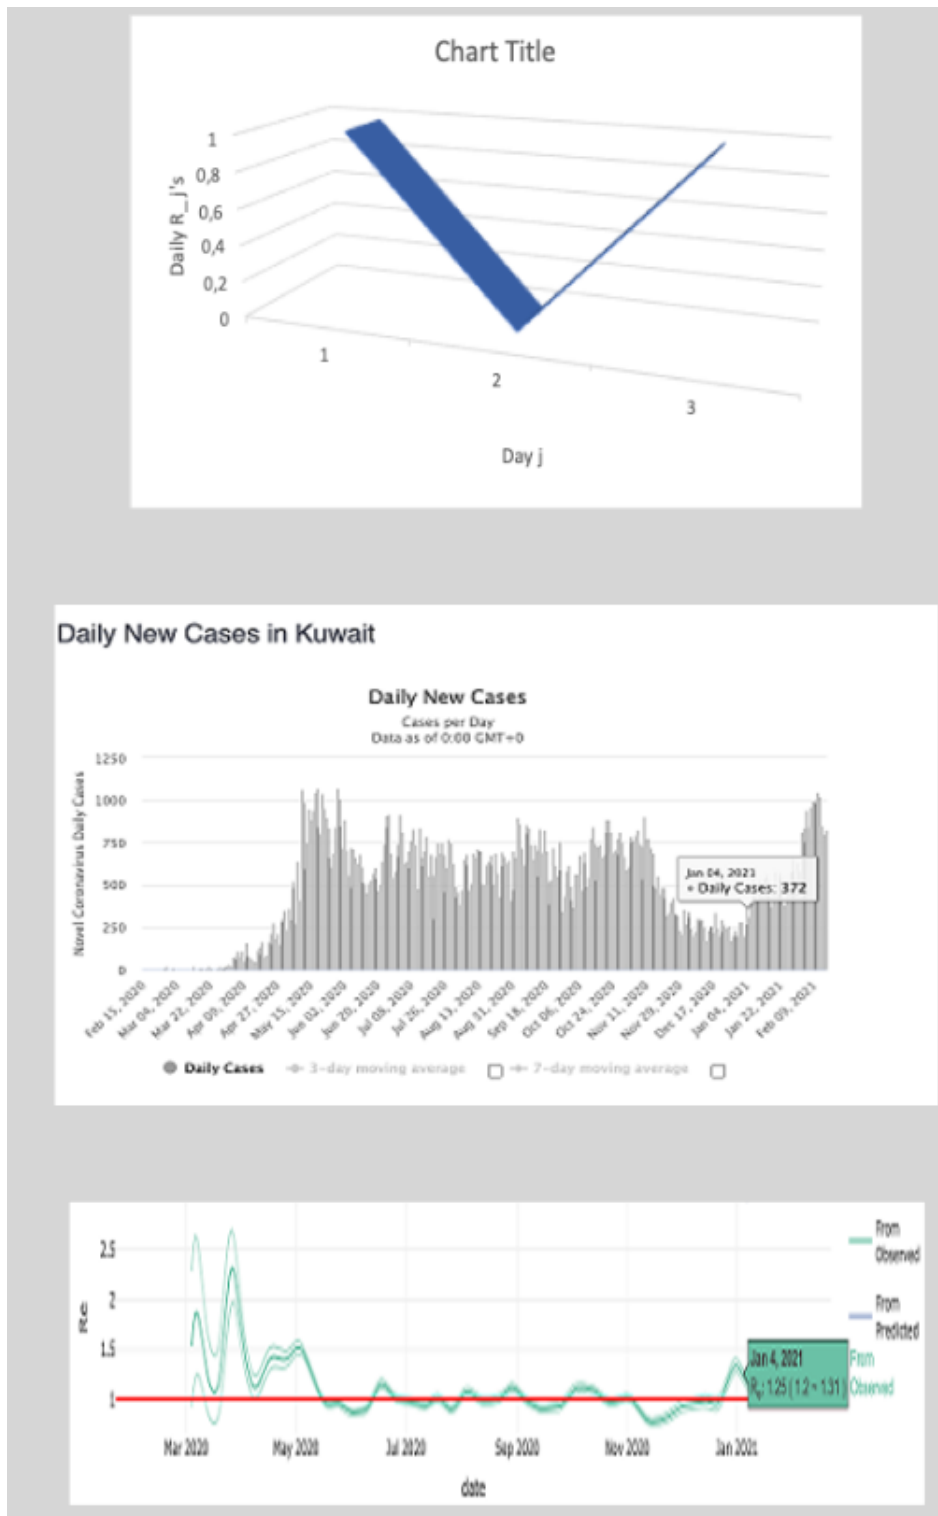 Chart Title
1
0,8
0,6
0,4
0,2
0
Daily R_j's
1
2
3
Day j
Daily New Cases in Kuwait
Daily New Cases
Cases per Day
Data as of 0:00 GMT+0
1250
1000
750
500
250
0
Novel Coronavirus Daily Cases
Jan 04, 2021
• Daily Cases: 372
Feb 15, 2020
Mar 04, 2020
Mar 22, 2020
Apr 09, 2020
Apr 27, 2020
May 15, 2020
Jun 02, 2020
Jun 20, 2020
Jul 08, 2020
Jul 26, 2020
Aug 13, 2020
Aug 31, 2020
Sep 18, 2020
Oct 06, 2020
Oct 24, 2020
Nov 11, 2020
Nov 29, 2020
Dec 17, 2020
Jan 04, 2021
Jan 22, 2021
Feb 09, 2021
Daily Cases
3-day moving average
7-day moving average
2.5
2
1.5
1
Re
From
Observed
From
Predicted
Jan 4, 2021
Re: 1.25 ( 1.2 - 1.31 )
From
Observed
Mar 2020
May 2020
Jul 2020
Sep 2020
Nov 2020
Jan 2021
date